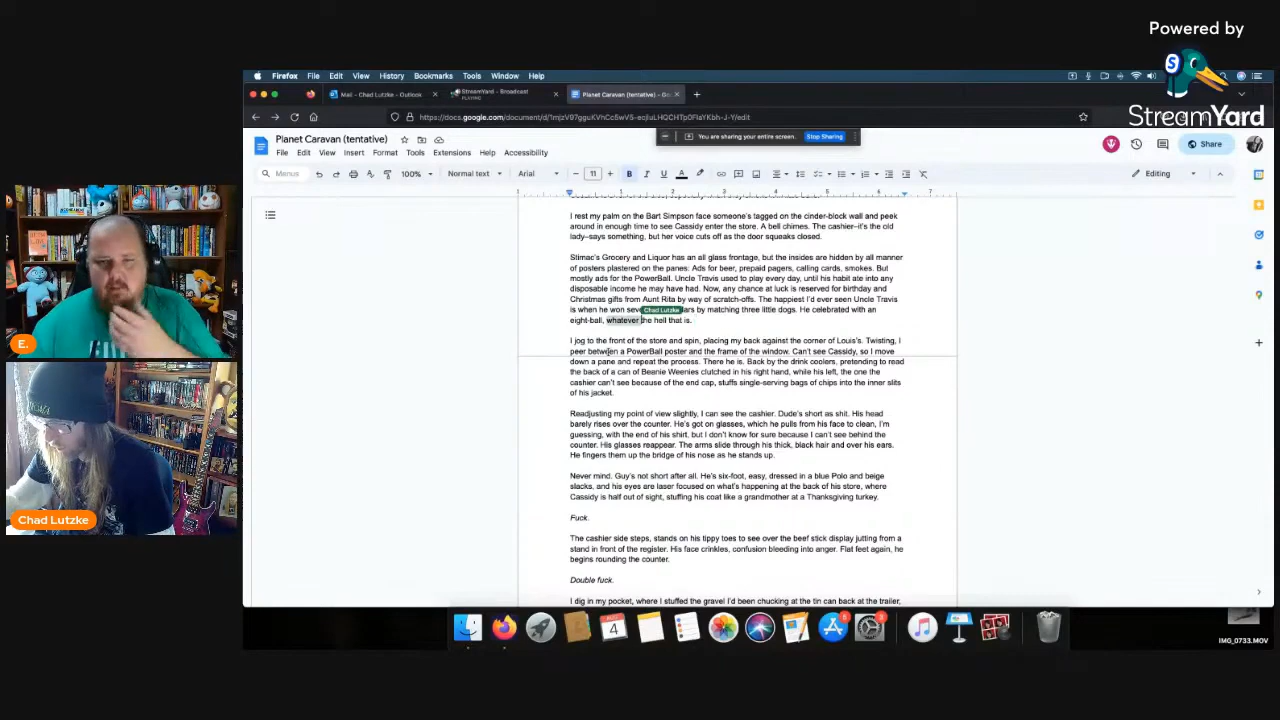 Powered by
StreamYard
Firefox File Edit View History Bookmarks Tools Window Help
Mail - Chad Lutzke - Outlook
StreamYard - Broadcast
PLAYING
Planet Caravan (tentative) - Go
You are sharing your entire screen. Stop Sharing
Planet Caravan (tentative)
File Edit View Insert Format Extensions Tools Help Accessibility
Share
Menus 100% Normal text Arial 11 Editing
I rest my palm on the Bart Simpson face someone's tagged on the cinder-block wall and peek
around in enough time to see Cassidy enter the store. A bell chimes. The cashier–it's the old
lady–says something, but her voice cuts off as the door squeaks closed.
Stimac's Grocery and Liquor has an all glass frontage, but the insides are hidden by all manner
of posters plastered on the panes: Ads for beer, prepaid pagers, calling cards, smokes. But
mostly ads for the PowerBall. Uncle Travis used to play every day, until his habit ate into any
disposable income he may have had. Now, any chance at luck is reserved for birthday and
Christmas gifts from Aunt Rita by way of scratch-offs. The happiest I'd ever seen Uncle Travis
is when he won seve Chad Lutzke ars by matching three little dogs. He celebrated with an
eight-ball, whatever the hell that is.
I jog to the front of the store and spin, placing my back against the corner of Louis's. Twisting, I
peer between a PowerBall poster and the frame of the window. Can't see Cassidy, so I move
down a pane and repeat the process. There he is. Back by the drink coolers, pretending to read
the back of a can of Beanie Weenies clutched in his right hand, while his left, the one the
cashier can't see because of the end cap, stuffs single-serving bags of chips into the inner slits
of his jacket.
Readjusting my point of view slightly, I can see the cashier. Dude's short as shit. His head
barely rises over the counter. He's got on glasses, which he pulls from his face to clean, I'm
guessing, with the end of his shirt, but I don't know for sure because I can't see behind the
counter. His glasses reappear. The arms slide through his thick, black hair and over his ears.
He fingers them up the bridge of his nose as he stands up.
Never mind. Guy's not short after all. He's six-foot, easy, dressed in a blue Polo and beige
slacks, and his eyes are laser focused on what's happening at the back of his store, where
Cassidy is half out of sight, stuffing his coat like a grandmother at a Thanksgiving turkey.
Fuck.
The cashier side steps, stands on his tippy toes to see over the beef stick display jutting from a
stand in front of the register. His face crinkles, confusion bleeding into anger. Flat feet again, he
begins rounding the counter.
Double fuck.
I dig in my pocket, where I stuffed the gravel I'd been chucking at the tin can back at the trailer,
E.
Chad Lutzke
4
IMG_0733.MOV